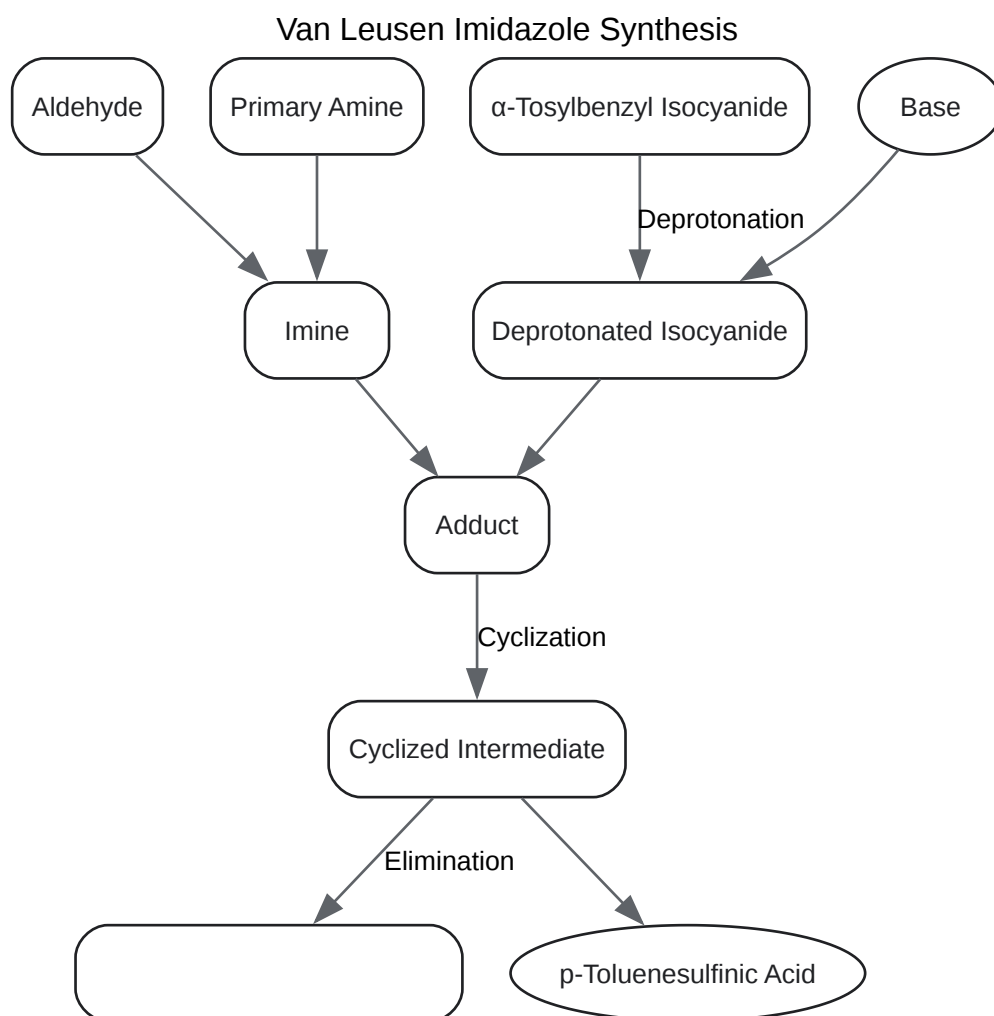 Van Leusen Imidazole Synthesis
Aldehyde
Primary Amine
α-Tosylbenzyl Isocyanide
Base
Deprotonation
Imine
Deprotonated Isocyanide
Adduct
Cyclization
Cyclized Intermediate
Elimination
p-Toluenesulfinic Acid